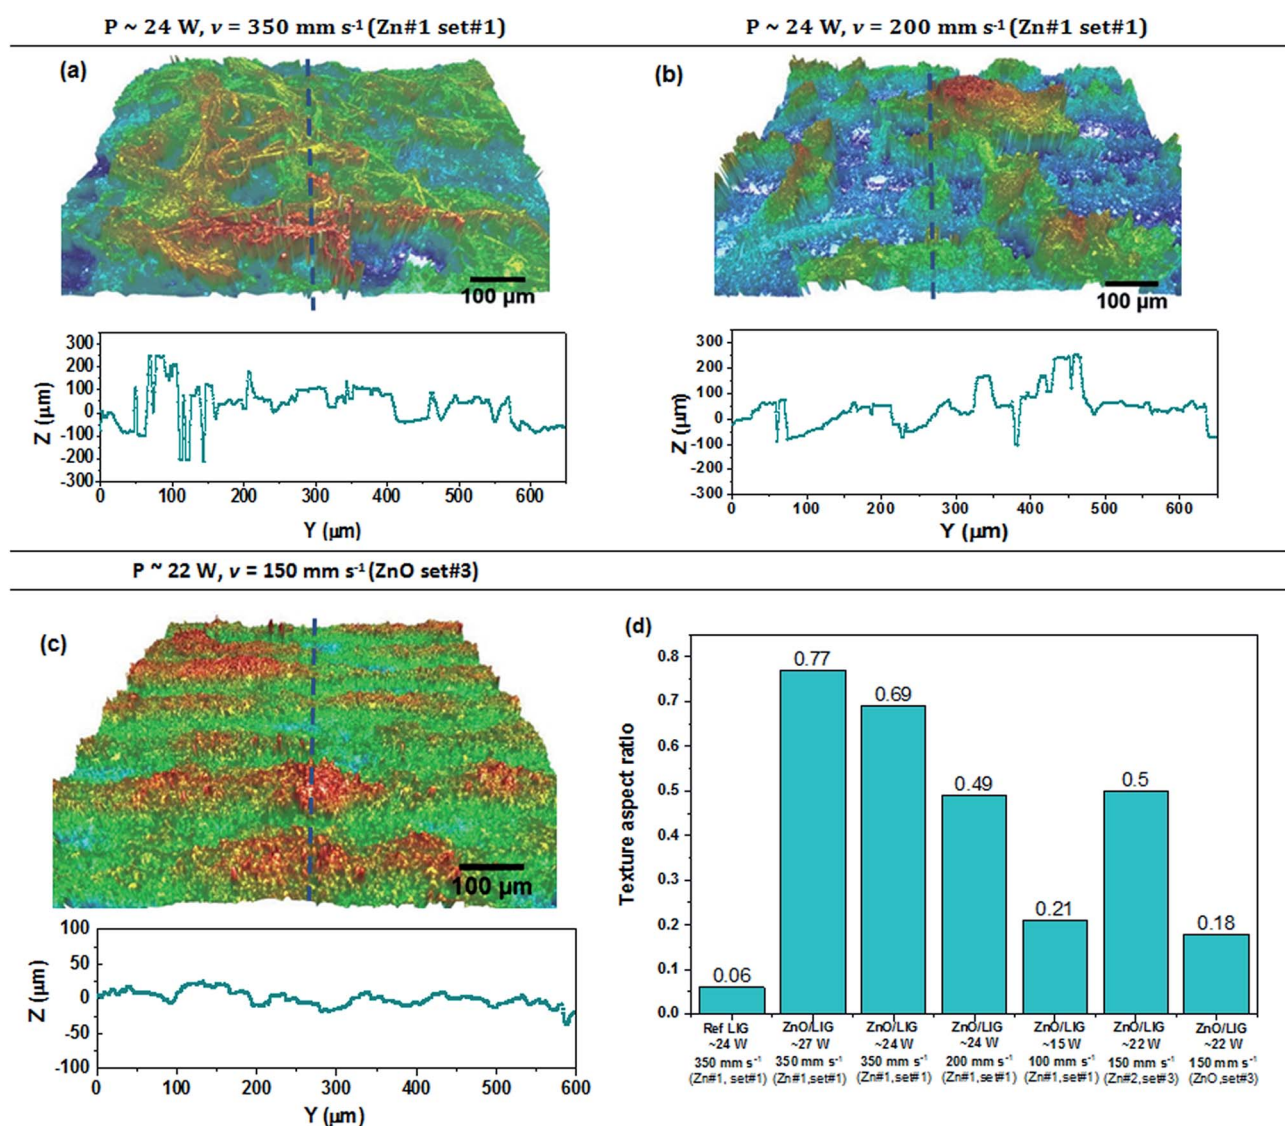 P ~ 24 W, v = 350 mm s-1 (Zn#1 set#1)
P ~ 24 W, v = 200 mm s-1 (Zn#1 set#1)
(a)
100 µm
300
200
100
0
-100
-200
-300
Z (µm)
0 100 200 300 400 500 600
Y (µm)
(b)
100 µm
300
200
100
0
-100
-200
-300
Z (µm)
0 100 200 300 400 500 600
Y (µm)
P ~ 22 W, v = 150 mm s-1 (ZnO set#3)
(c)
100 µm
100
50
0
-50
-100
Z (µm)
0 100 200 300 400 500 600
Y (µm)
(d)
Texture aspect ratio
0.8
0.7
0.6
0.5
0.4
0.3
0.2
0.1
0.0
0.06 0.77 0.69 0.49 0.21 0.5 0.18
Ref LIG ZnO/LIG ZnO/LIG ZnO/LIG ZnO/LIG ZnO/LIG ZnO/LIG
~24 W ~27 W ~24 W ~24 W ~15 W ~22 W ~22 W
350 mm s-1 350 mm s-1 350 mm s-1 200 mm s-1 100 mm s-1 150 mm s-1 150 mm s-1
(Zn#1, set#1) (Zn#1,set#1) (Zn#1,set#1) (Zn#1,set#1) (Zn#1,set#1) (Zn#2,set#3) (ZnO,set#3)